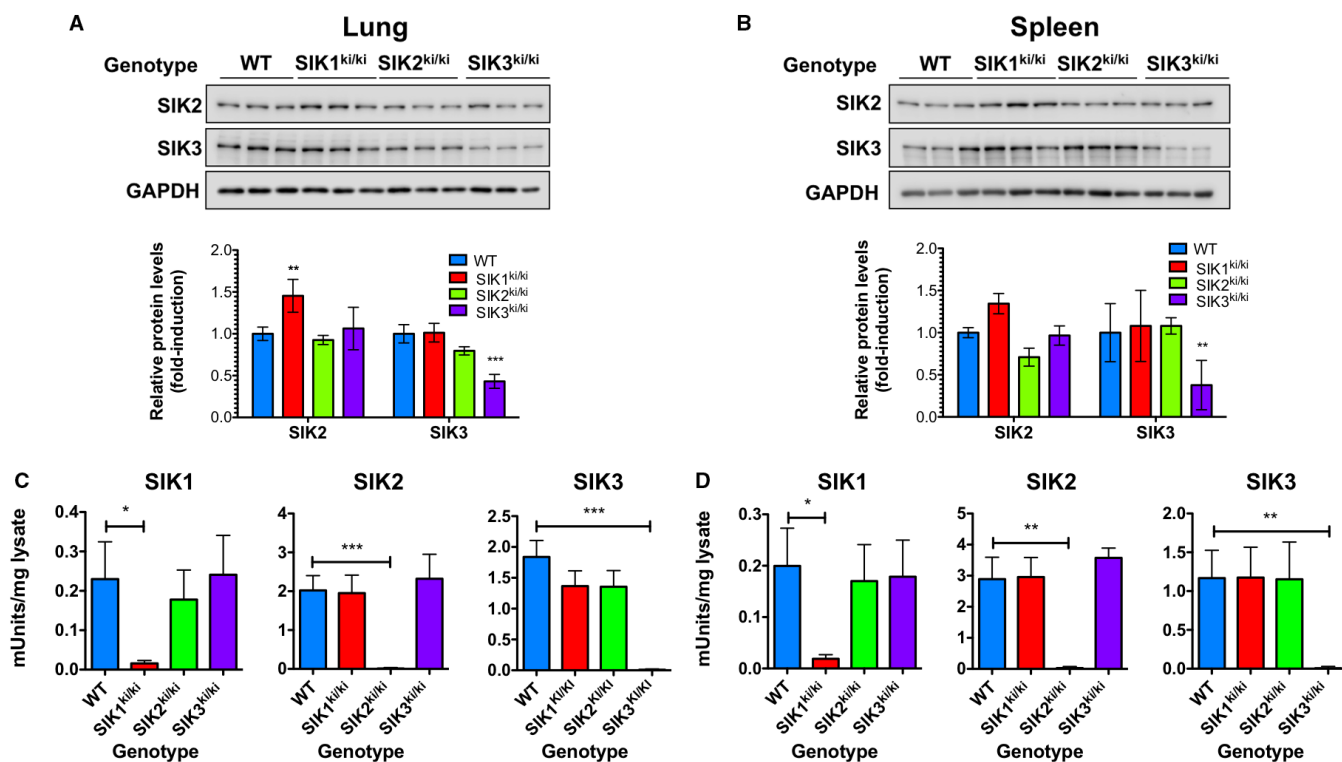 A
Lung
Genotype
WT SIK1ki/ki SIK2ki/ki SIK3ki/ki
SIK2
SIK3
GAPDH
Relative protein levels
(fold-induction)
2.0
1.5
1.0
0.5
0.0
**
***
WT
SIK1ki/ki
SIK2ki/ki
SIK3ki/ki
SIK2 SIK3
B
Spleen
Genotype
WT SIK1ki/ki SIK2ki/ki SIK3ki/ki
SIK2
SIK3
GAPDH
Relative protein levels
(fold-induction)
2.0
1.5
1.0
0.5
0.0
**
WT
SIK1ki/ki
SIK2ki/ki
SIK3ki/ki
SIK2 SIK3
C
mUnits/mg lysate
SIK1
0.4
0.3
0.2
0.1
0.0
*
WT
SIK1ki/ki
SIK2ki/ki
SIK3ki/ki
Genotype
SIK2
4
3
2
1
0
***
WT
SIK1ki/ki
SIK2ki/ki
SIK3ki/ki
Genotype
SIK3
2.5
2.0
1.5
1.0
0.5
0.0
***
WT
SIK1KI/KI
SIK2KI/KI
SIK3KI/KI
Genotype
D
mUnits/mg lysate
SIK1
0.3
0.2
0.1
0.0
*
WT
SIK1ki/ki
SIK2ki/ki
SIK3ki/ki
Genotype
SIK2
5
4
3
2
1
0
**
WT
SIK1ki/ki
SIK2ki/ki
SIK3ki/ki
Genotype
SIK3
2.0
1.5
1.0
0.5
0.0
**
WT
SIK1ki/ki
SIK2ki/ki
SIK3ki/ki
Genotype